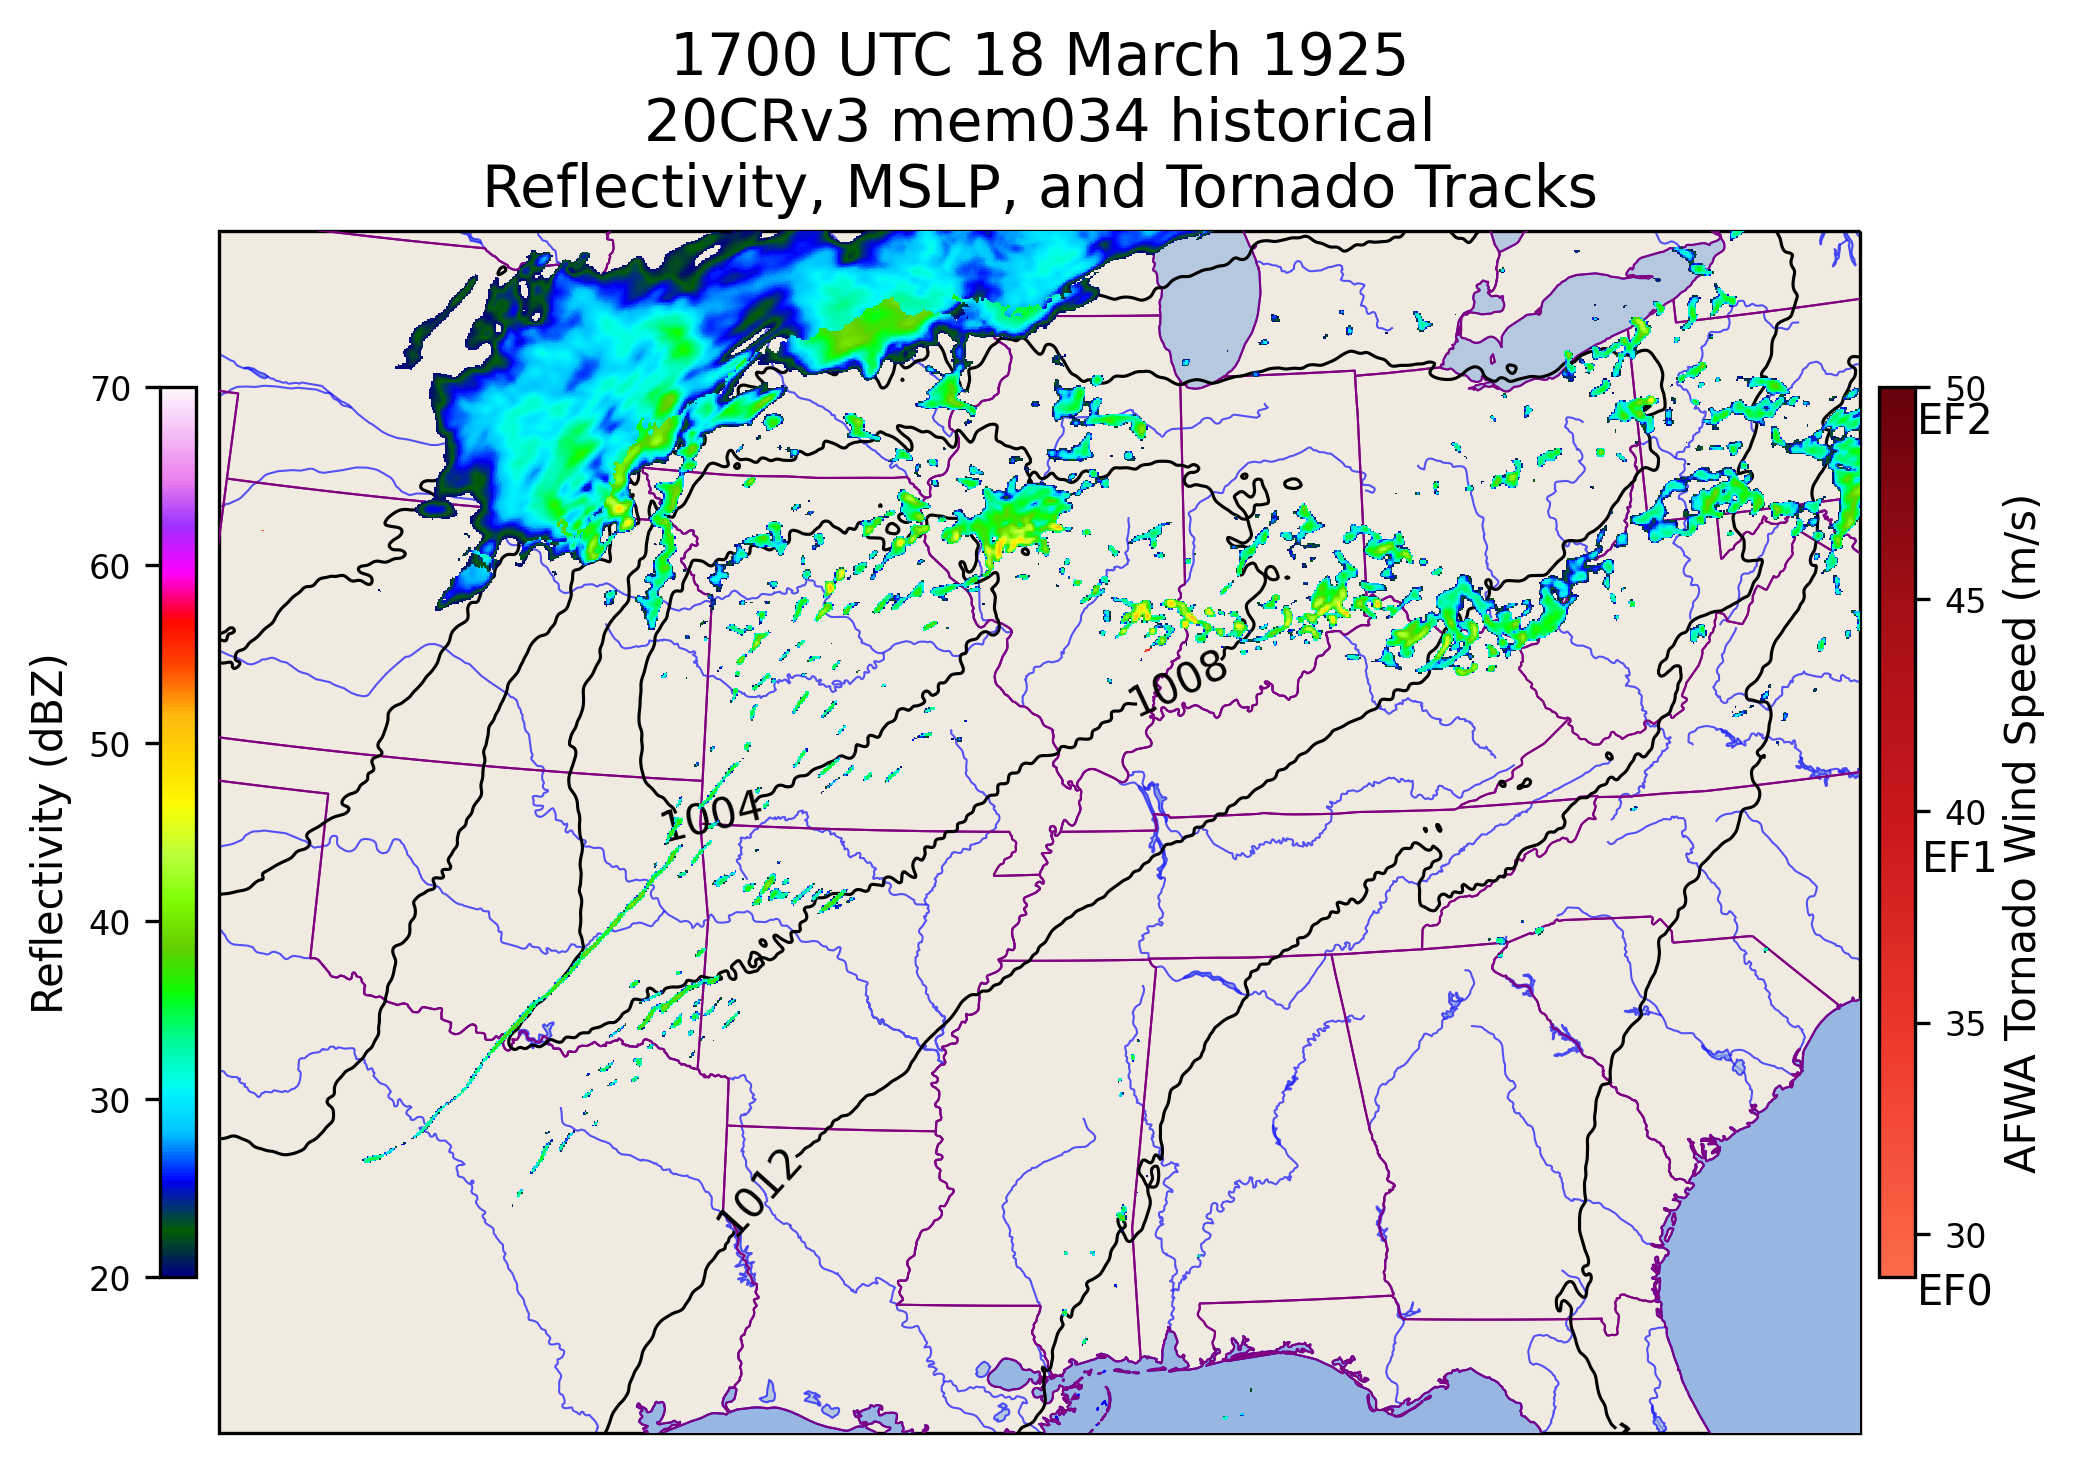 1700 UTC 18 March 1925
20CRv3 mem034 historical
Reflectivity, MSLP, and Tornado Tracks
Reflectivity (dBZ)
70
60
50
40
30
20
1004
1008
1012
50
EF2
45
40
EF1
35
30
EF0
AFWA Tornado Wind Speed (m/s)